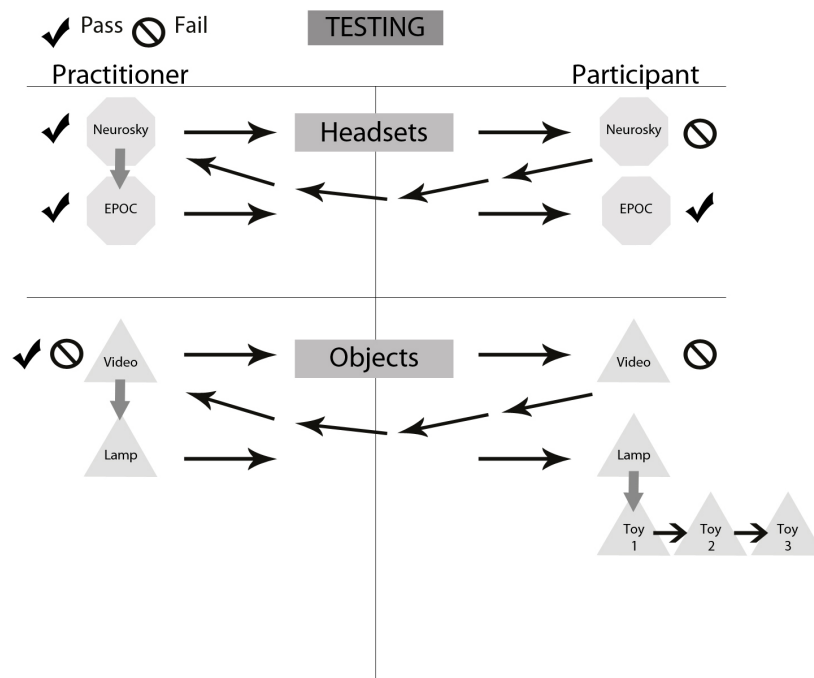 Pass Fail TESTING
Practitioner Participant
Neurosky Headsets Neurosky
EPOC EPOC
Video Objects Video
Lamp Lamp
Toy Toy Toy
1 2 3